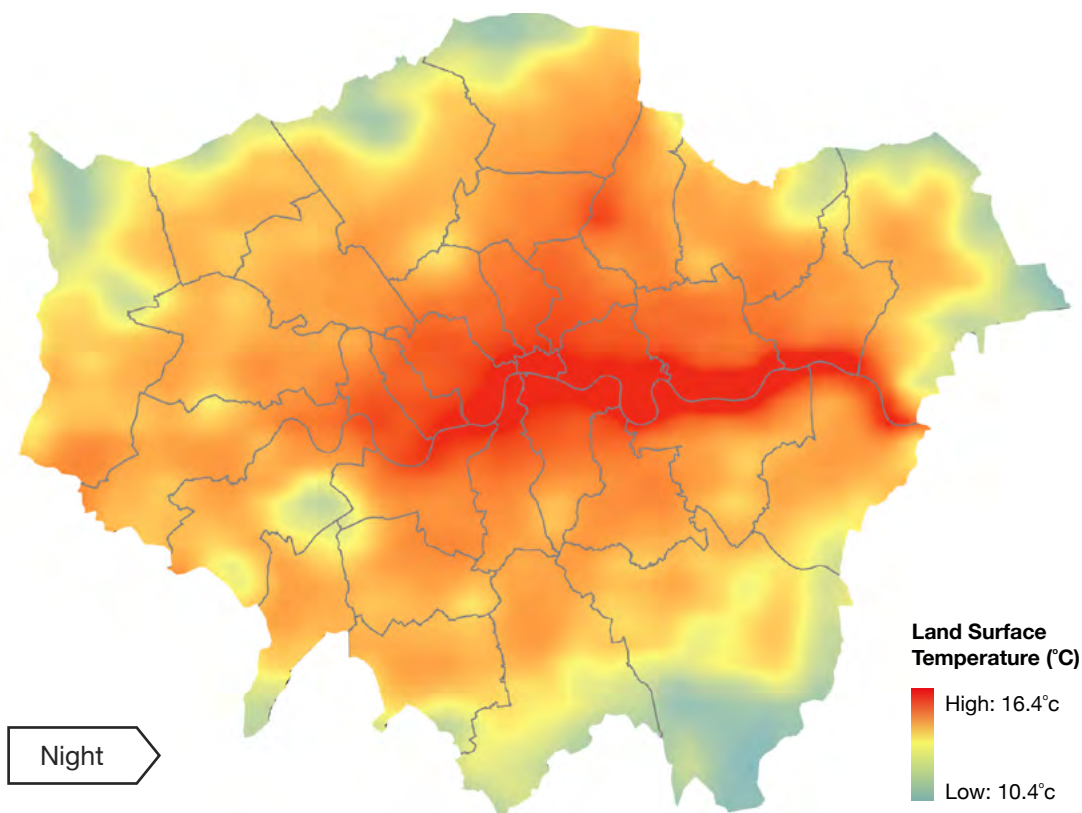 Land Surface
Temperature (°C)
High: 16.4°c
Low: 10.4°c
Night